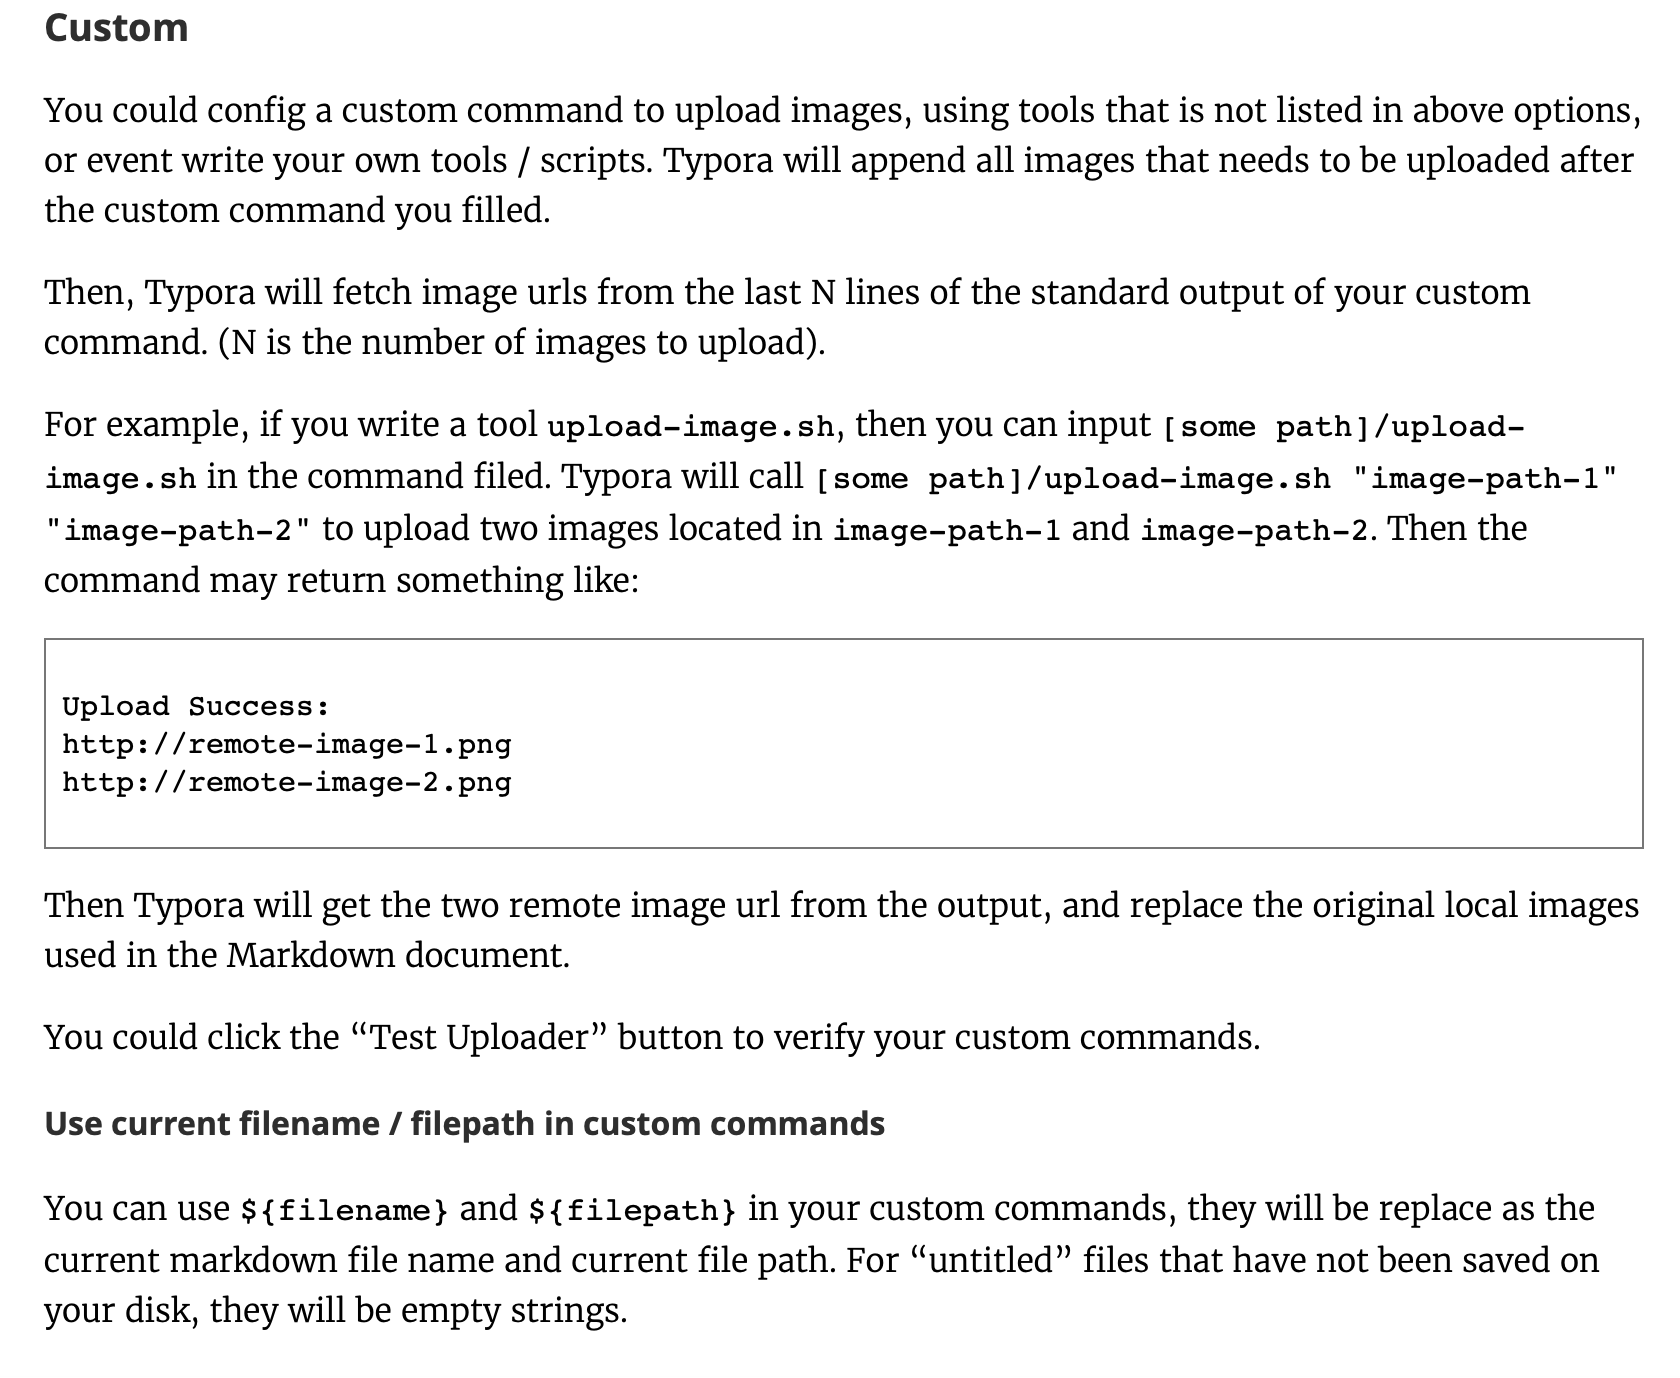 Custom
You could config a custom command to upload images, using tools that is not listed in above options,
or event write your own tools / scripts. Typora will append all images that needs to be uploaded after
the custom command you filled.
Then, Typora will fetch image urls from the last N lines of the standard output of your custom
command. (N is the number of images to upload).
For example, if you write a tool upload-image.sh, then you can input [some path]/upload-
image.sh in the command filed. Typora will call [some path]/upload-image.sh "image-path-1"
"image-path-2" to upload two images located in image-path-1 and image-path-2. Then the
command may return something like:
Upload Success:
http://remote-image-1.png
http://remote-image-2.png
Then Typora will get the two remote image url from the output, and replace the original local images
used in the Markdown document.
You could click the “Test Uploader” button to verify your custom commands.
Use current filename / filepath in custom commands
You can use ${filename} and ${filepath} in your custom commands, they will be replace as the
current markdown file name and current file path. For “untitled” files that have not been saved on
your disk, they will be empty strings.